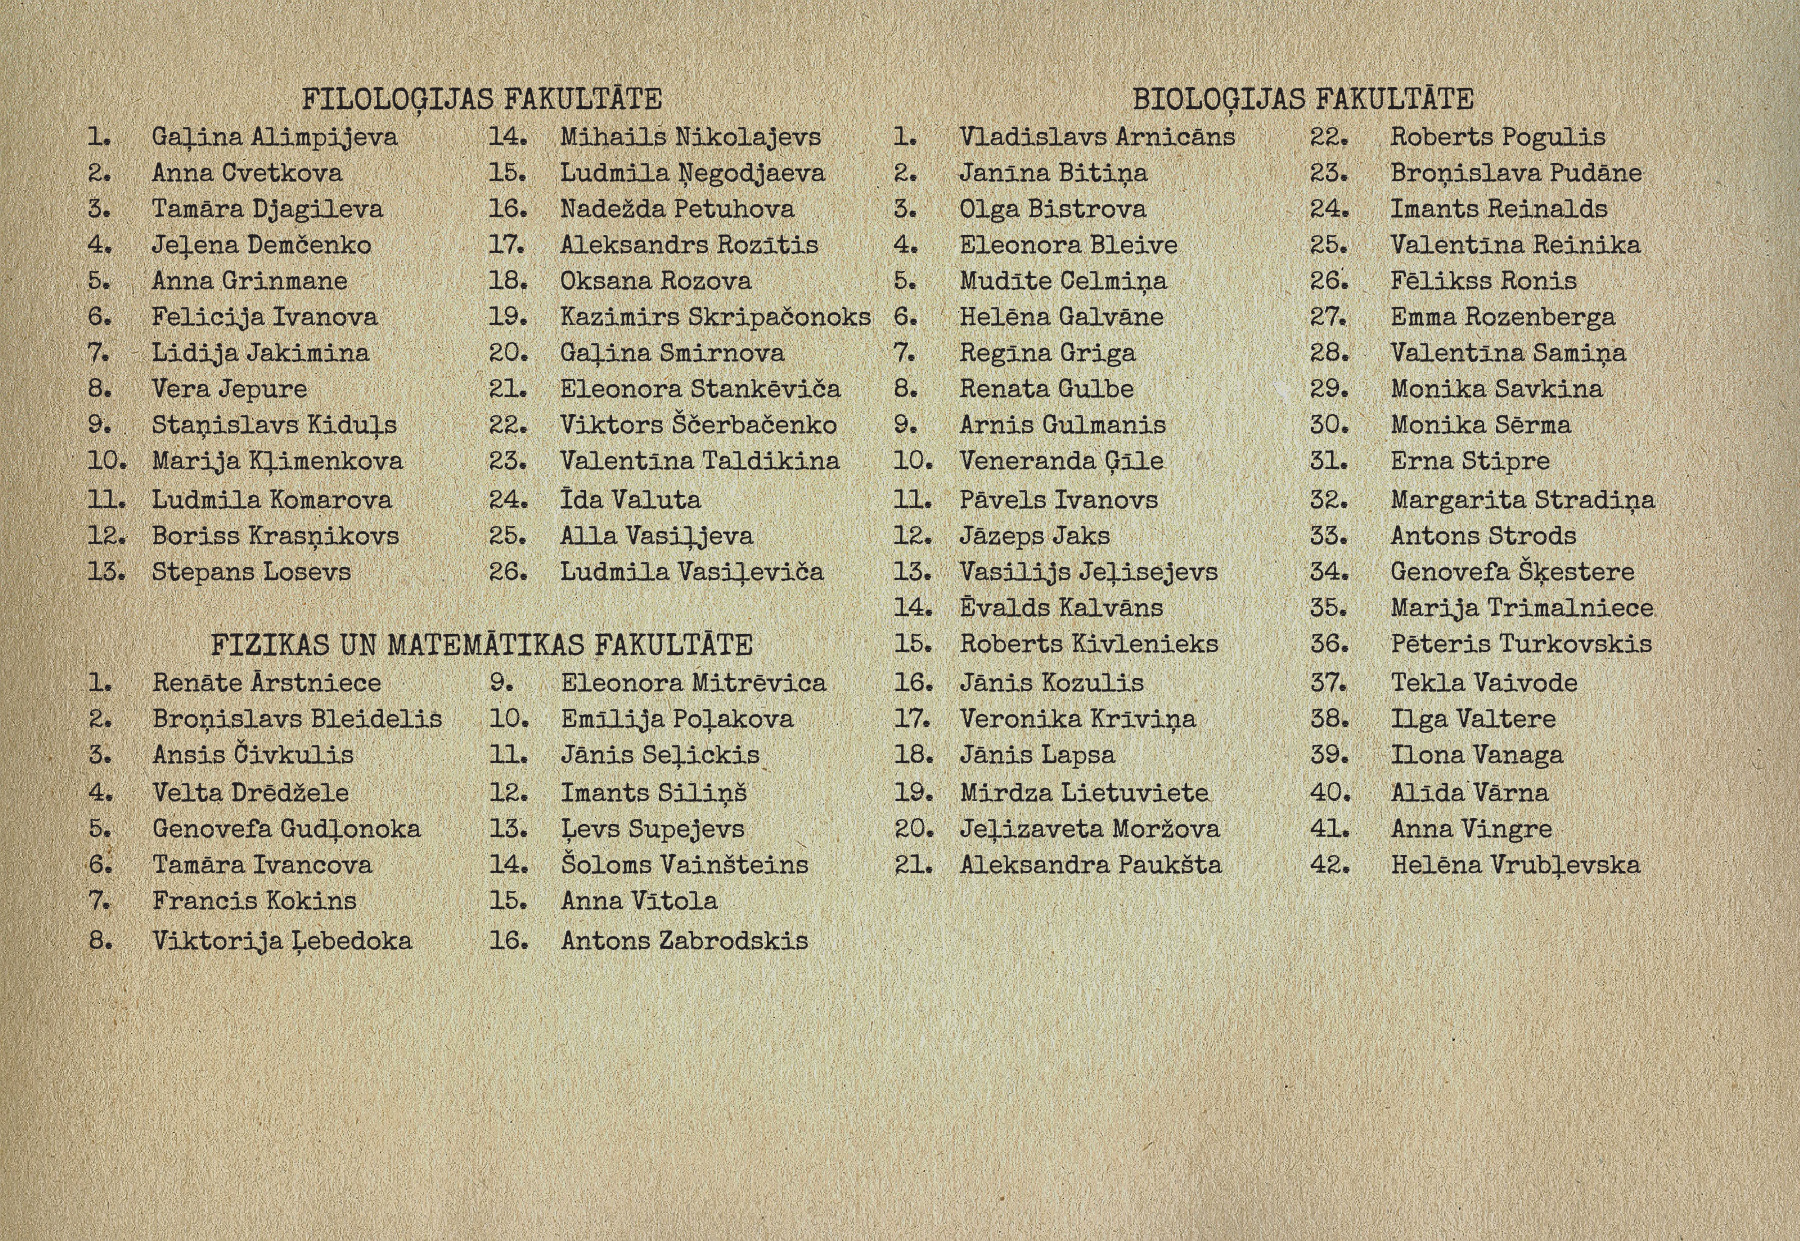 FILOLOĢIJAS FAKULTĀTE
1. Gaļina Alimpijeva
2. Anna Cvetkova
3. Tamāra Djagileva
4. Jeļena Demčenko
5. Anna Grinmane
6. Felicija Ivanova
7. Lidija Jakimina
8. Vera Jepure
9. Staņislavs Kiduļs
10. Marija Kļimenkova
11. Ludmila Komarova
12. Boriss Krasņikovs
13. Stepans Losevs
14. Mihails Nikolajevs
15. Ludmila Ņegodjaeva
16. Nadežda Petuhova
17. Aleksandrs Rozītis
18. Oksana Rozova
19. Kazimirs Skripačonoks
20. Gaļina Smirnova
21. Eleonora Stankēviča
22. Viktors Ščerbačenko
23. Valentīna Taldikina
24. Īda Valuta
25. Alla Vasiļjeva
26. Ludmila Vasiļeviča
FIZIKAS UN MATEMĀTIKAS FAKULTĀTE
1. Renāte Ārstniece
2. Broņislavs Bleidelis
3. Ansis Čivkulis
4. Velta Drēdžele
5. Genovefa Gudļonoka
6. Tamāra Ivancova
7. Francis Kokins
8. Viktorija Ļebedoka
9. Eleonora Mitrēvica
10. Emīlija Poļakova
11. Jānis Seļickis
12. Imants Siliņš
13. Ļevs Supejevs
14. Šoloms Vainšteins
15. Anna Vītola
16. Antons Zabrodskis
BIOLOĢIJAS FAKULTĀTE
1. Vladislavs Arnicāns
2. Janīna Bitiņa
3. Olga Bistrova
4. Eleonora Bleive
5. Mudīte Celmiņa
6. Helēna Galvāne
7. Regīna Griga
8. Renata Gulbe
9. Arnis Gulmanis
10. Veneranda Ģīle
11. Pāvels Ivanovs
12. Jāzeps Jaks
13. Vasilijs Jeļisejevs
14. Ēvalds Kalvāns
15. Roberts Kivlenieks
16. Jānis Kozulis
17. Veronika Krīviņa
18. Jānis Lapsa
19. Mirdza Lietuviete
20. Jeļizaveta Moržova
21. Aleksandra Paukšta
22. Roberts Pogulis
23. Broņislava Pudāne
24. Imants Reinalds
25. Valentīna Reinika
26. Fēlikss Ronis
27. Emma Rozenberga
28. Valentīna Samiņa
29. Monika Savkina
30. Monika Sērma
31. Erna Stipre
32. Margarita Stradiņa
33. Antons Strods
34. Genovefa Šķestere
35. Marija Trimalniece
36. Pēteris Turkovskis
37. Tekla Vaivode
38. Ilga Valtere
39. Ilona Vanaga
40. Alīda Vārna
41. Anna Vingre
42. Helēna Vrubļevska